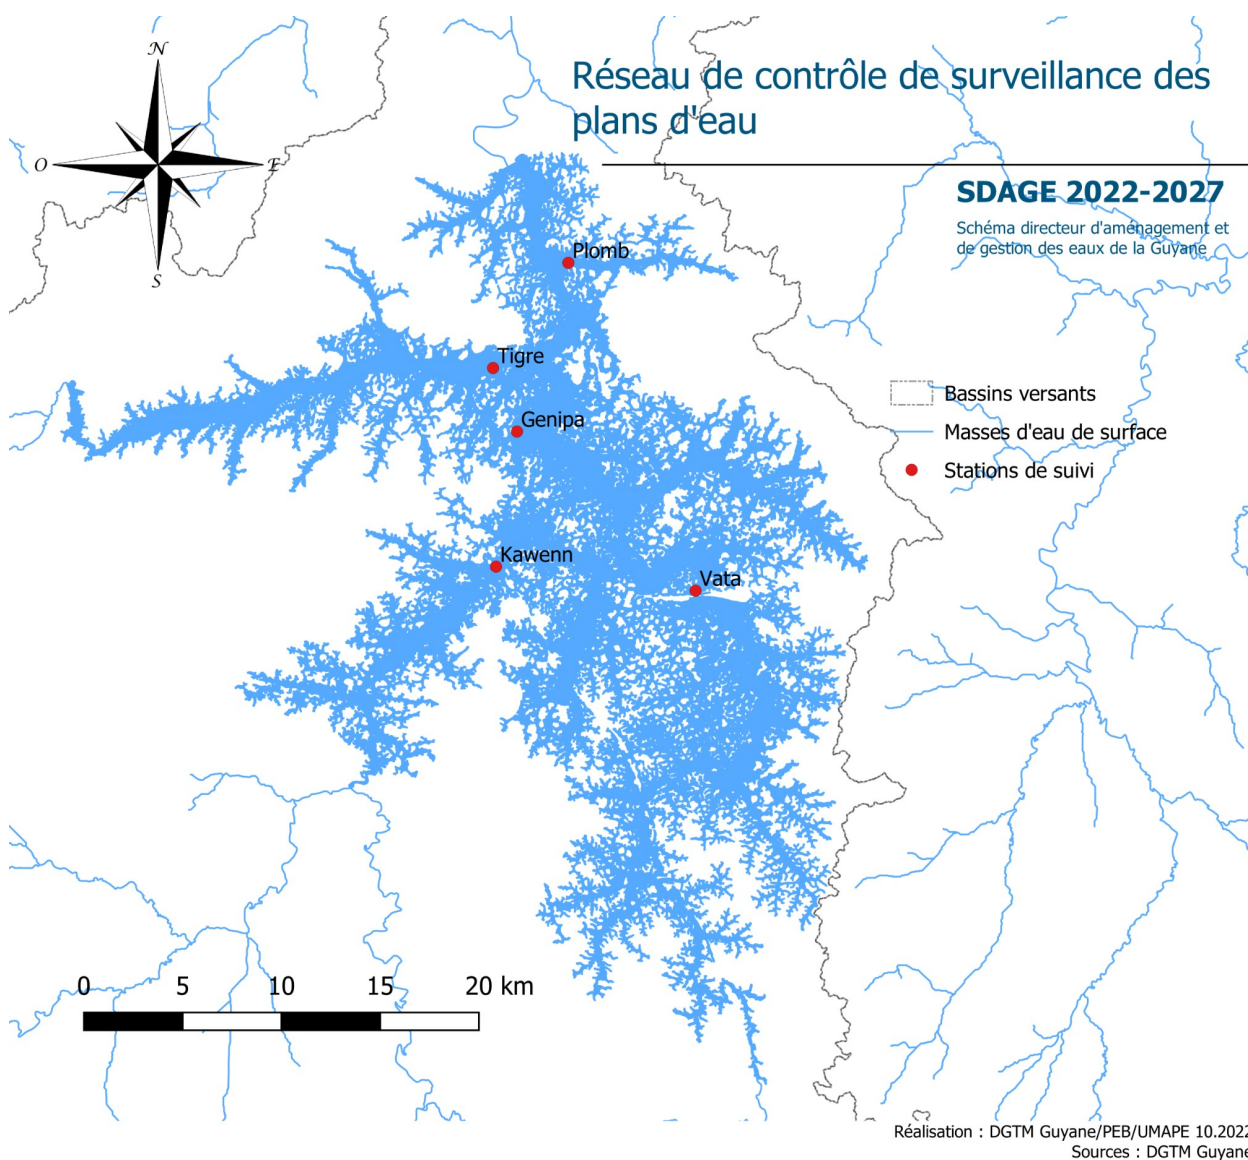 N
O
E
S
Réseau de contrôle de surveillance des
plans d'eau
SDAGE 2022-2027
Schéma directeur d'aménagement et
de gestion des eaux de la Guyane
Plomb
Tigre
Genipa
Kawenn
Vata
Bassins versants
Masses d'eau de surface
Stations de suivi
0 5 10 15 20 km
Réalisation : DGTM Guyane/PEB/UMAPE 10.2022
Sources : DGTM Guyane